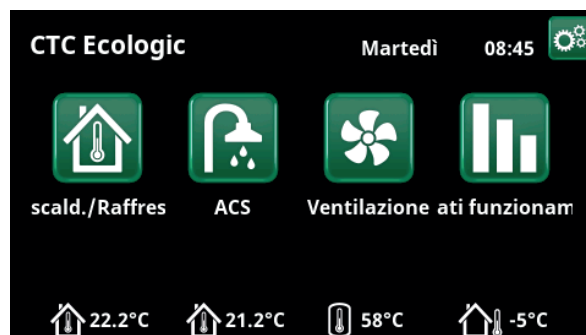 CTC Ecologic Martedì 08:45
scald./Raffres ACS Ventilazione ati funzionam
22.2°C 21.2°C 58°C -5°C